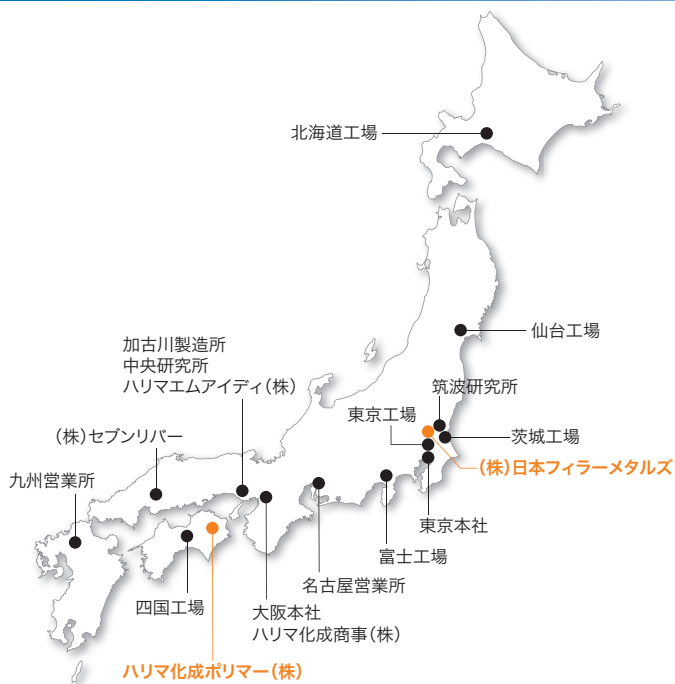 北海道工場
仙台工場
加古川製造所
中央研究所
ハリマエムアイディ(株)
筑波研究所
東京工場
(株)セブンリバー
茨城工場
(株)日本フィラーメタルズ
九州営業所
東京本社
富士工場
名古屋営業所
四国工場
大阪本社
ハリマ化成商事(株)
ハリマ化成ポリマー(株)